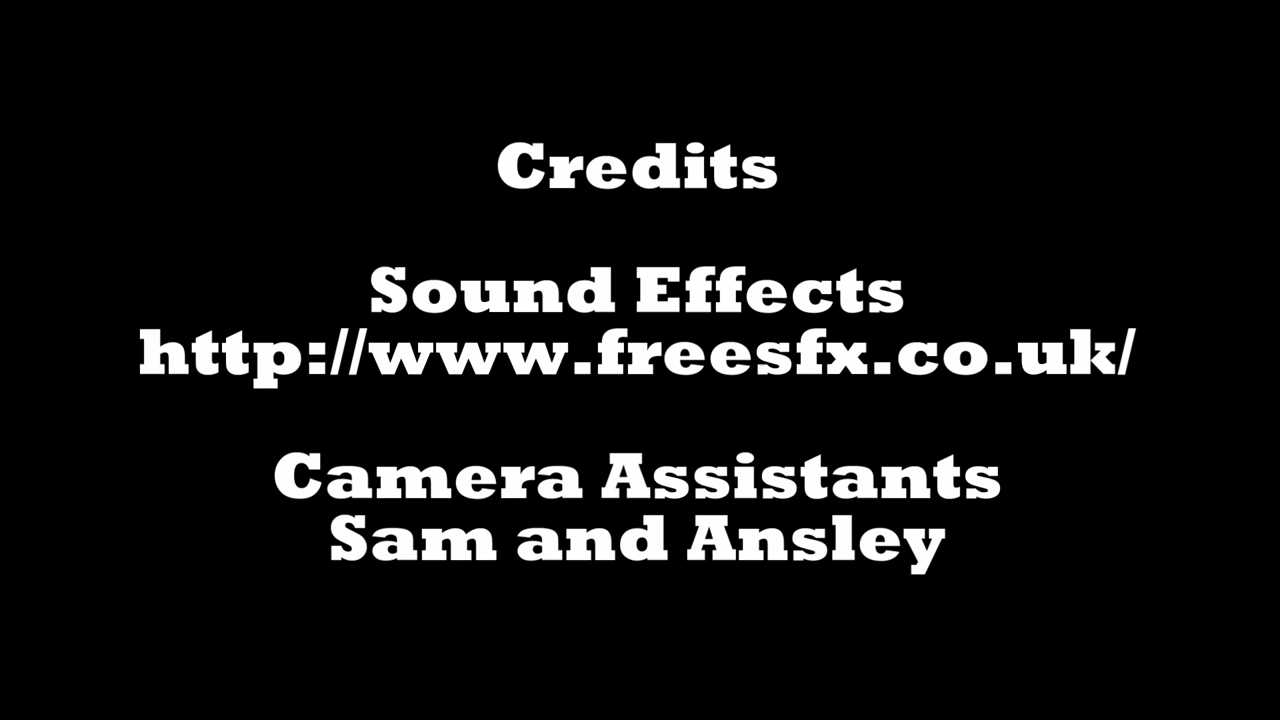 Credits
Sound Effects
http://www.freesfx.co.uk/
Camera Assistants
Sam and Ansley